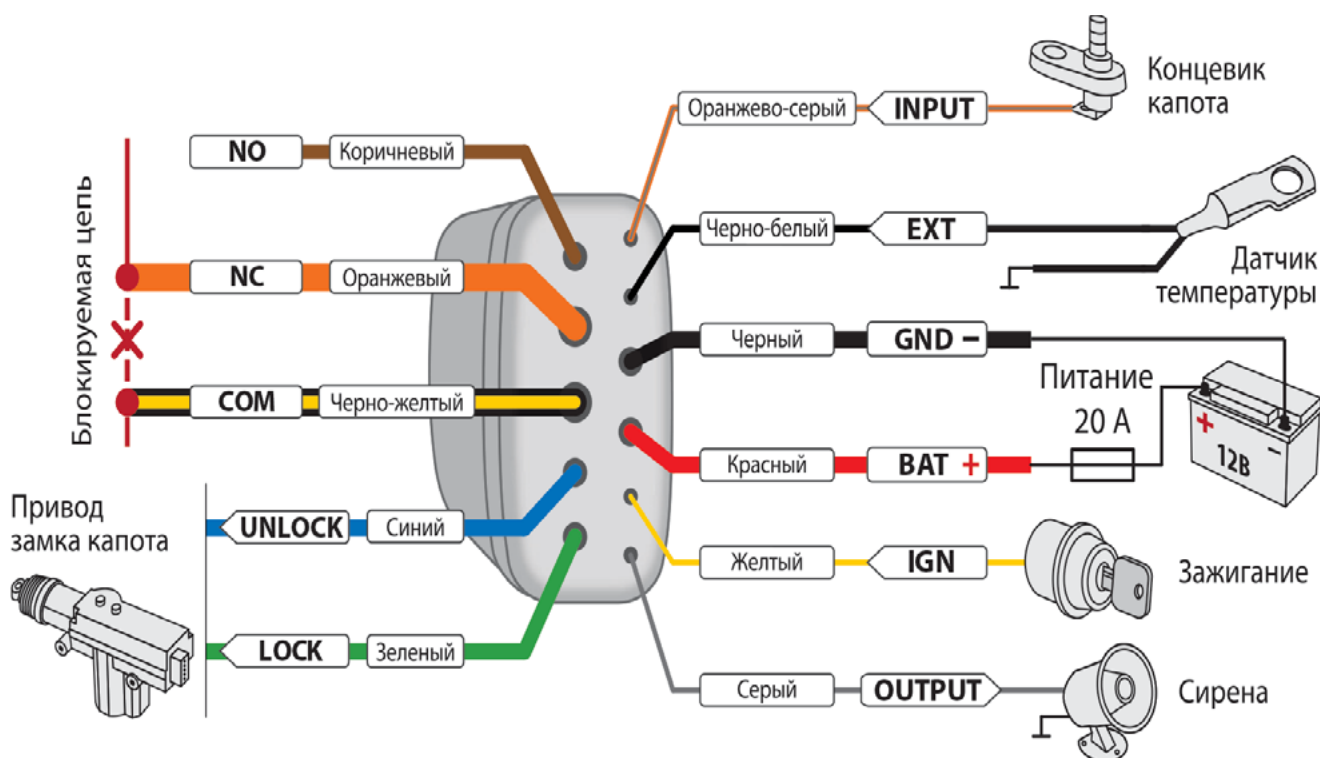 Концевик
капота
Оранжево-серый
INPUT
NO
Коричневый
Черно-белый
EXT
Датчик
температуры
Блокируемая цепь
NC
Оранжевый
Черный
GND −
Питание
20 А
COM
Черно-желтый
Красный
BAT +
+
−
12В
Привод
замка капота
UNLOCK
Синий
Желтый
IGN
Зажигание
LOCK
Зеленый
Серый
OUTPUT
Сирена